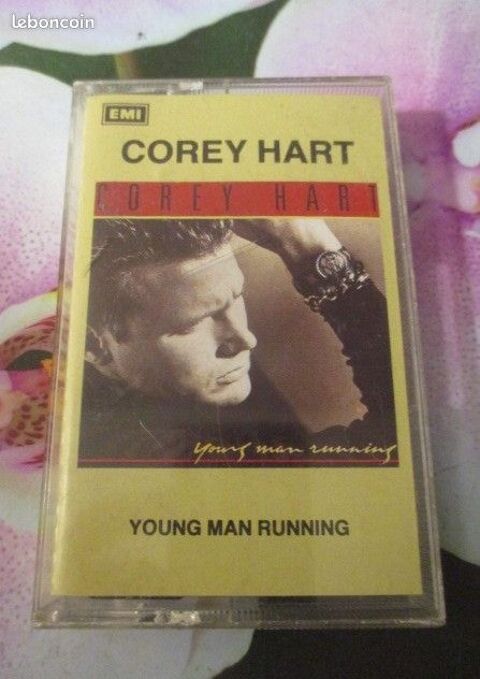 leboncoin
EMI
COREY HART
COREY HART
young man running
YOUNG MAN RUNNING